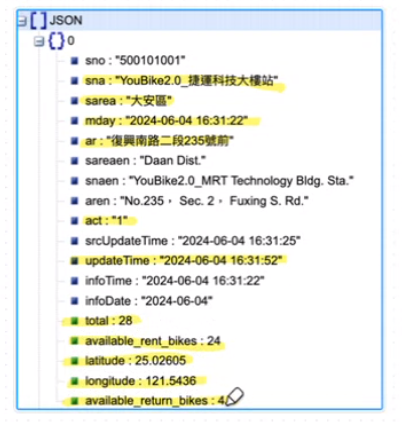 JSON
0
sno : "500101001"
sna : "YouBike2.0_捷運科技大樓站"
sarea : "大安區"
mday : "2024-06-04 16:31:22"
ar : "復興南路二段235號前"
sareaen : "Daan Dist."
snaen : "YouBike2.0_MRT Technology Bldg. Sta."
aren : "No.235， Sec. 2， Fuxing S. Rd."
act : "1"
srcUpdateTime : "2024-06-04 16:31:25"
updateTime : "2024-06-04 16:31:52"
infoTime : "2024-06-04 16:31:22"
infoDate : "2024-06-04"
total : 28
available_rent_bikes : 24
latitude : 25.02605
longitude : 121.5436
available_return_bikes : 4